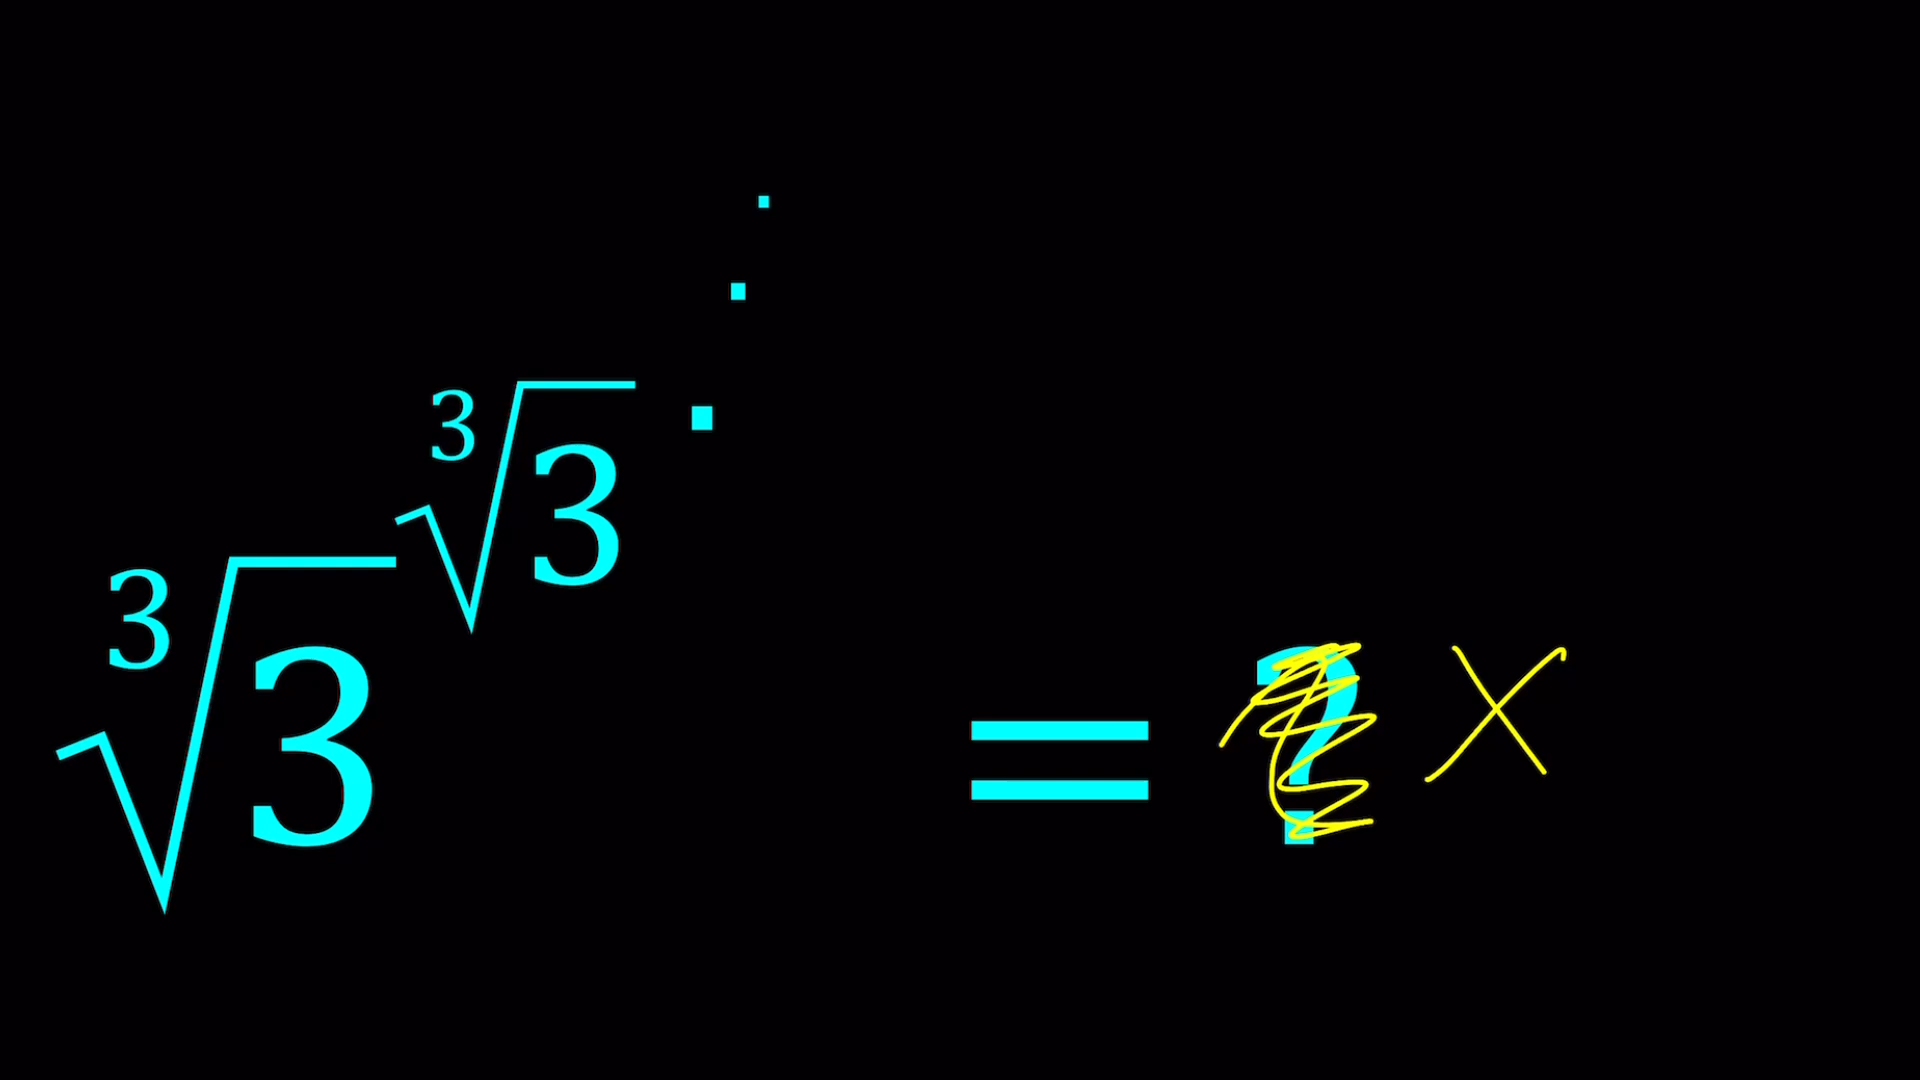 ∛3^∛3^⋰ = ? X